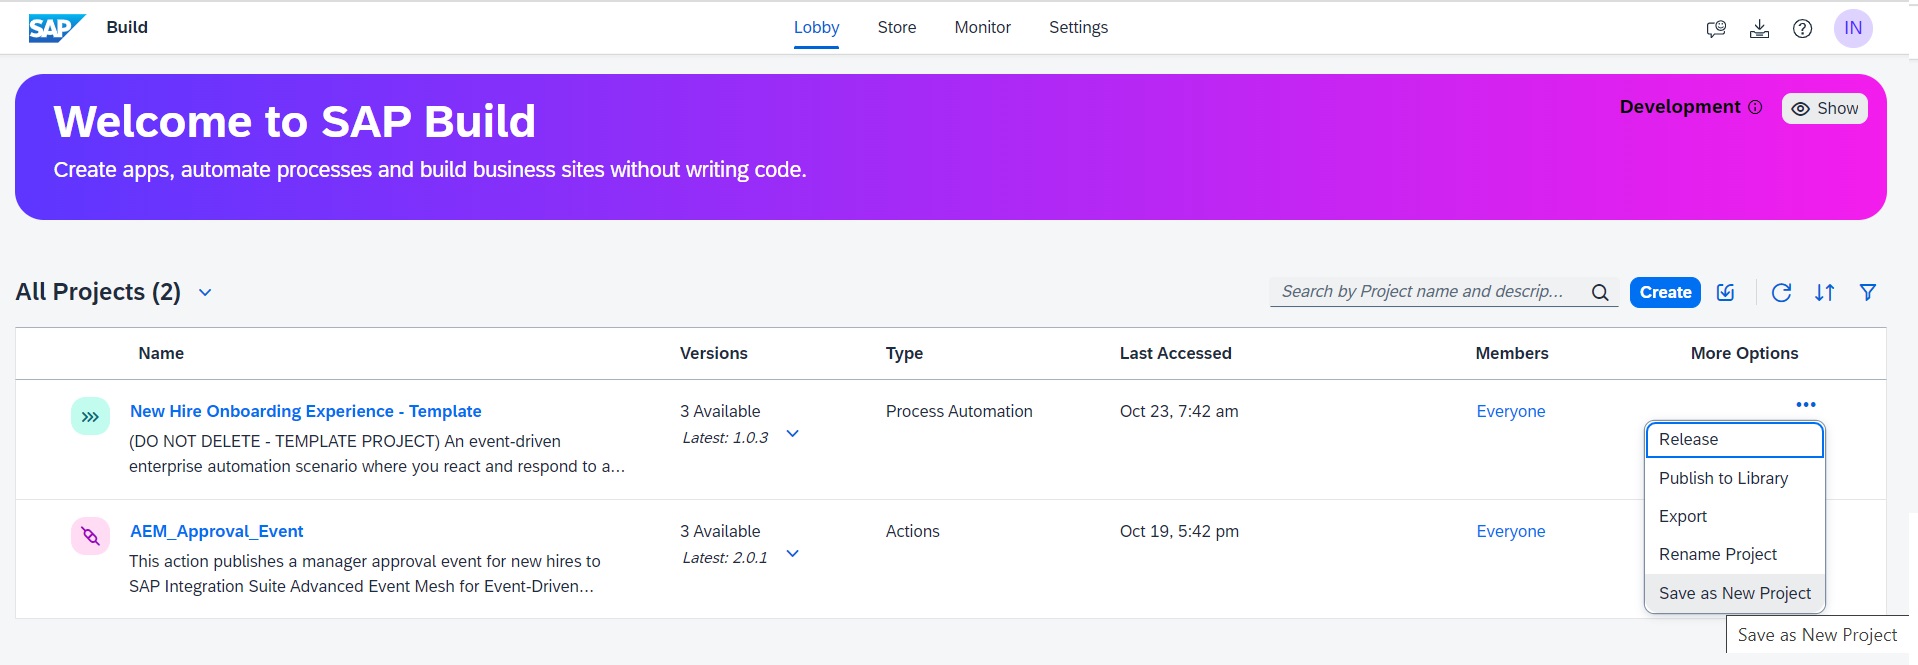 SAP Build Lobby Store Monitor Settings IN
Welcome to SAP Build
Create apps, automate processes and build business sites without writing code.
Development Show
All Projects (2) Search by Project name and descrip... Create
Name Versions Type Last Accessed Members More Options
New Hire Onboarding Experience - Template 3 Available Process Automation Oct 23, 7:42 am Everyone
Latest: 1.0.3
(DO NOT DELETE - TEMPLATE PROJECT) An event-driven
enterprise automation scenario where you react and respond to a...
AEM_Approval_Event 3 Available Actions Oct 19, 5:42 pm Everyone
Latest: 2.0.1
This action publishes a manager approval event for new hires to
SAP Integration Suite Advanced Event Mesh for Event-Driven...
Release
Publish to Library
Export
Rename Project
Save as New Project
Save as New Project